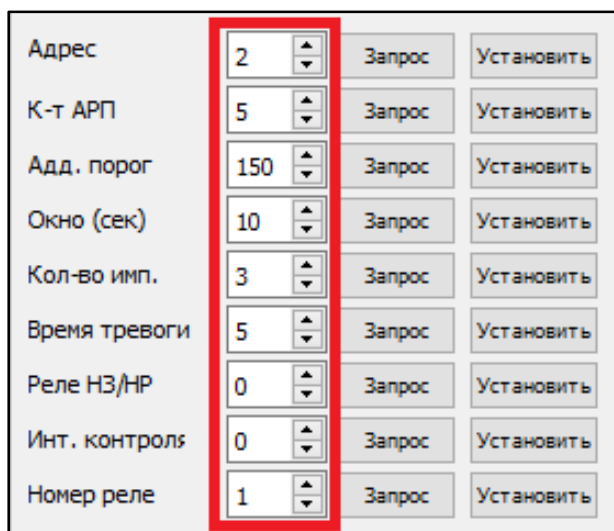 Адрес 2 Запрос Установить
К-т АРП 5 Запрос Установить
Адд. порог 150 Запрос Установить
Окно (сек) 10 Запрос Установить
Кол-во имп. 3 Запрос Установить
Время тревоги 5 Запрос Установить
Реле НЗ/НР 0 Запрос Установить
Инт. контроля 0 Запрос Установить
Номер реле 1 Запрос Установить